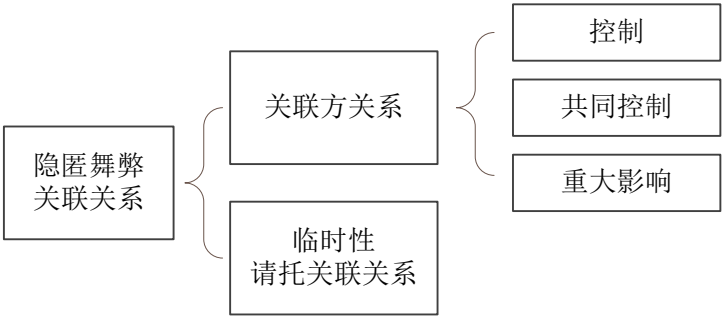 隐匿舞弊
关联关系
关联方关系
临时性
请托关联关系
控制
共同控制
重大影响